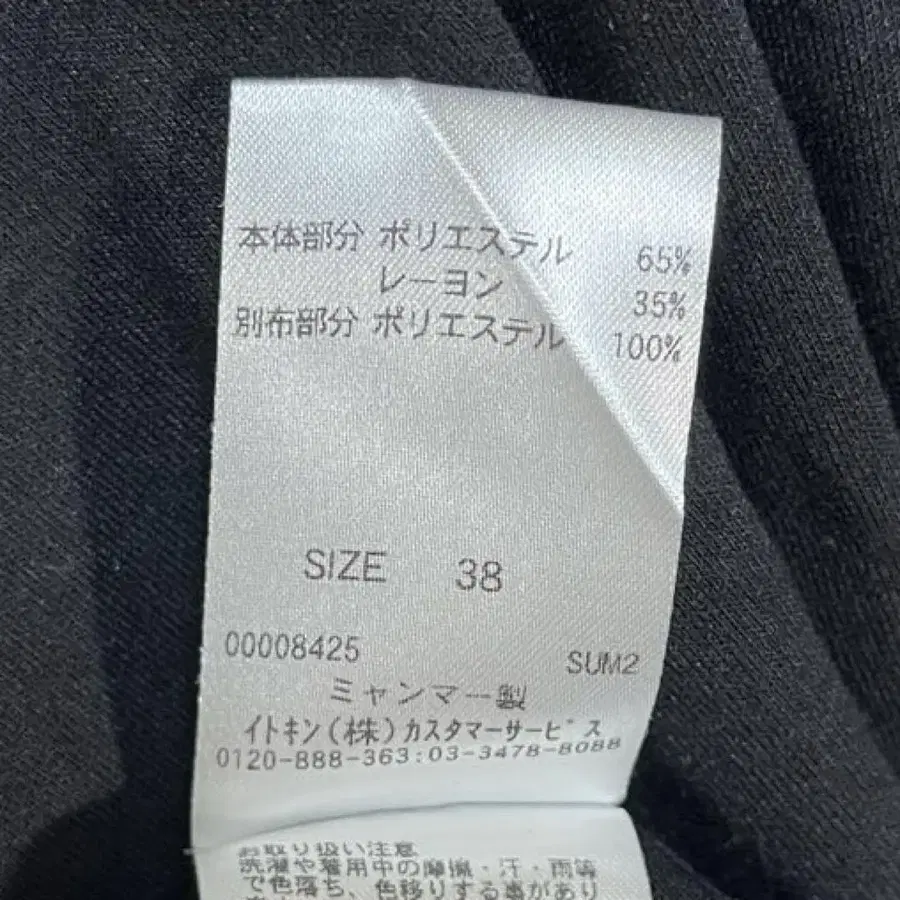 本体部分 ポリエステル 65%
レーヨン 35%
別布部分 ポリエステル 100%
SIZE 38
00008425 SUM2
ミャンマー製
イトキン(株)カスタマーサービス
0120-888-363:03-3478-8088
お取り扱い注意
洗濯や着用中の摩擦・汗・雨等
で色落ち、色移りする事があり